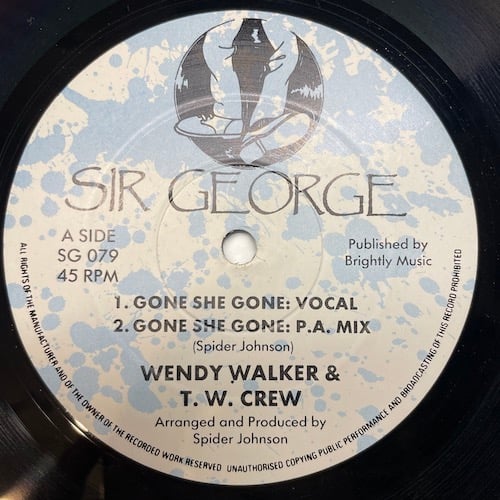 SIR GEORGE
A SIDE
SG 079
45 RPM
Published by
Brightly Music
1. GONE SHE GONE: VOCAL
2. GONE SHE GONE: P.A. MIX
(Spider Johnson)
WENDY WALKER &
T. W. CREW
Arranged and Produced by
Spider Johnson
ALL RIGHTS OF THE MANUFACTURER AND OF THE OWNER OF THE RECORDED WORK RESERVED UNAUTHORISED COPYING PUBLIC PERFORMANCE AND BROADCASTING OF THIS RECORD PROHIBITED